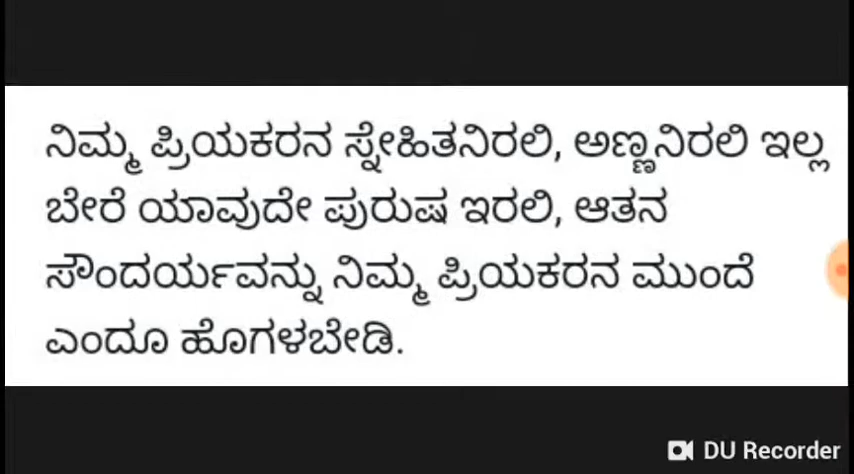 ನಿಮ್ಮ ಪ್ರಿಯಕರನ ಸ್ನೇಹಿತನಿರಲಿ, ಅಣ್ಣನಿರಲಿ ಇಲ್ಲ
ಬೇರೆ ಯಾವುದೇ ಪುರುಷ ಇರಲಿ, ಆತನ
ಸೌಂದರ್ಯವನ್ನು ನಿಮ್ಮ ಪ್ರಿಯಕರನ ಮುಂದೆ
ಎಂದೂ ಹೊಗಳಬೇಡಿ.
DU Recorder